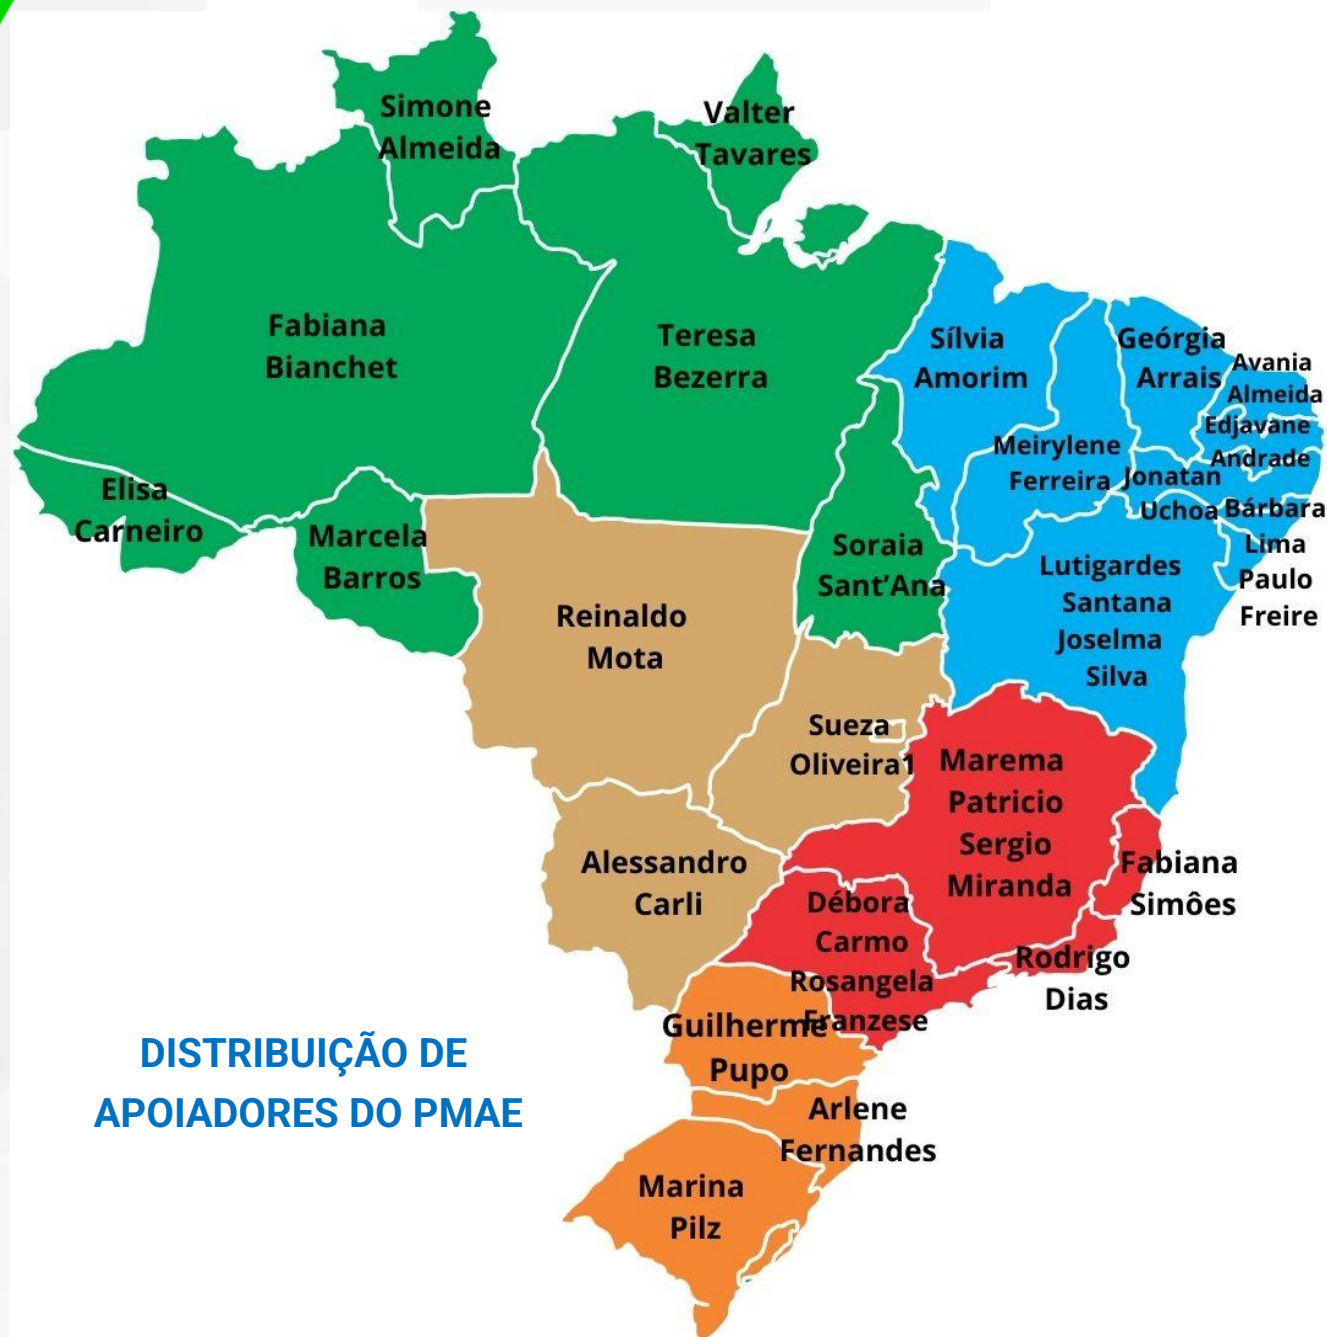 Simone
Almeida
Valter
Tavares
Fabiana
Bianchet
Teresa
Bezerra
Sílvia
Amorim
Geórgia
Arrais
Avania
Almeida
Edjavane
Andrade
Meirylene
Ferreira
Jonatan
Uchoa
Bárbara
Lima
Paulo
Freire
Elisa
Carneiro
Marcela
Barros
Soraia
Sant'Ana
Lutigardes
Santana
Joselma
Silva
Reinaldo
Mota
Sueza
Oliveira1
Marema
Patricio
Sergio
Miranda
Alessandro
Carli
Fabiana
Simôes
Débora
Carmo
Rosangela
Franzese
Rodrigo
Dias
Guilherme
Pupo
DISTRIBUIÇÃO DE
APOIADORES DO PMAE
Arlene
Fernandes
Marina
Pilz